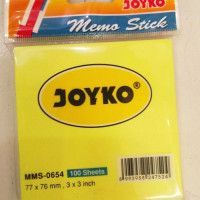 JOYKO®
Memo Stick
JOYKO®
MMS-0654 100 Sheets
77 x 76 mm , 3 x 3 inch